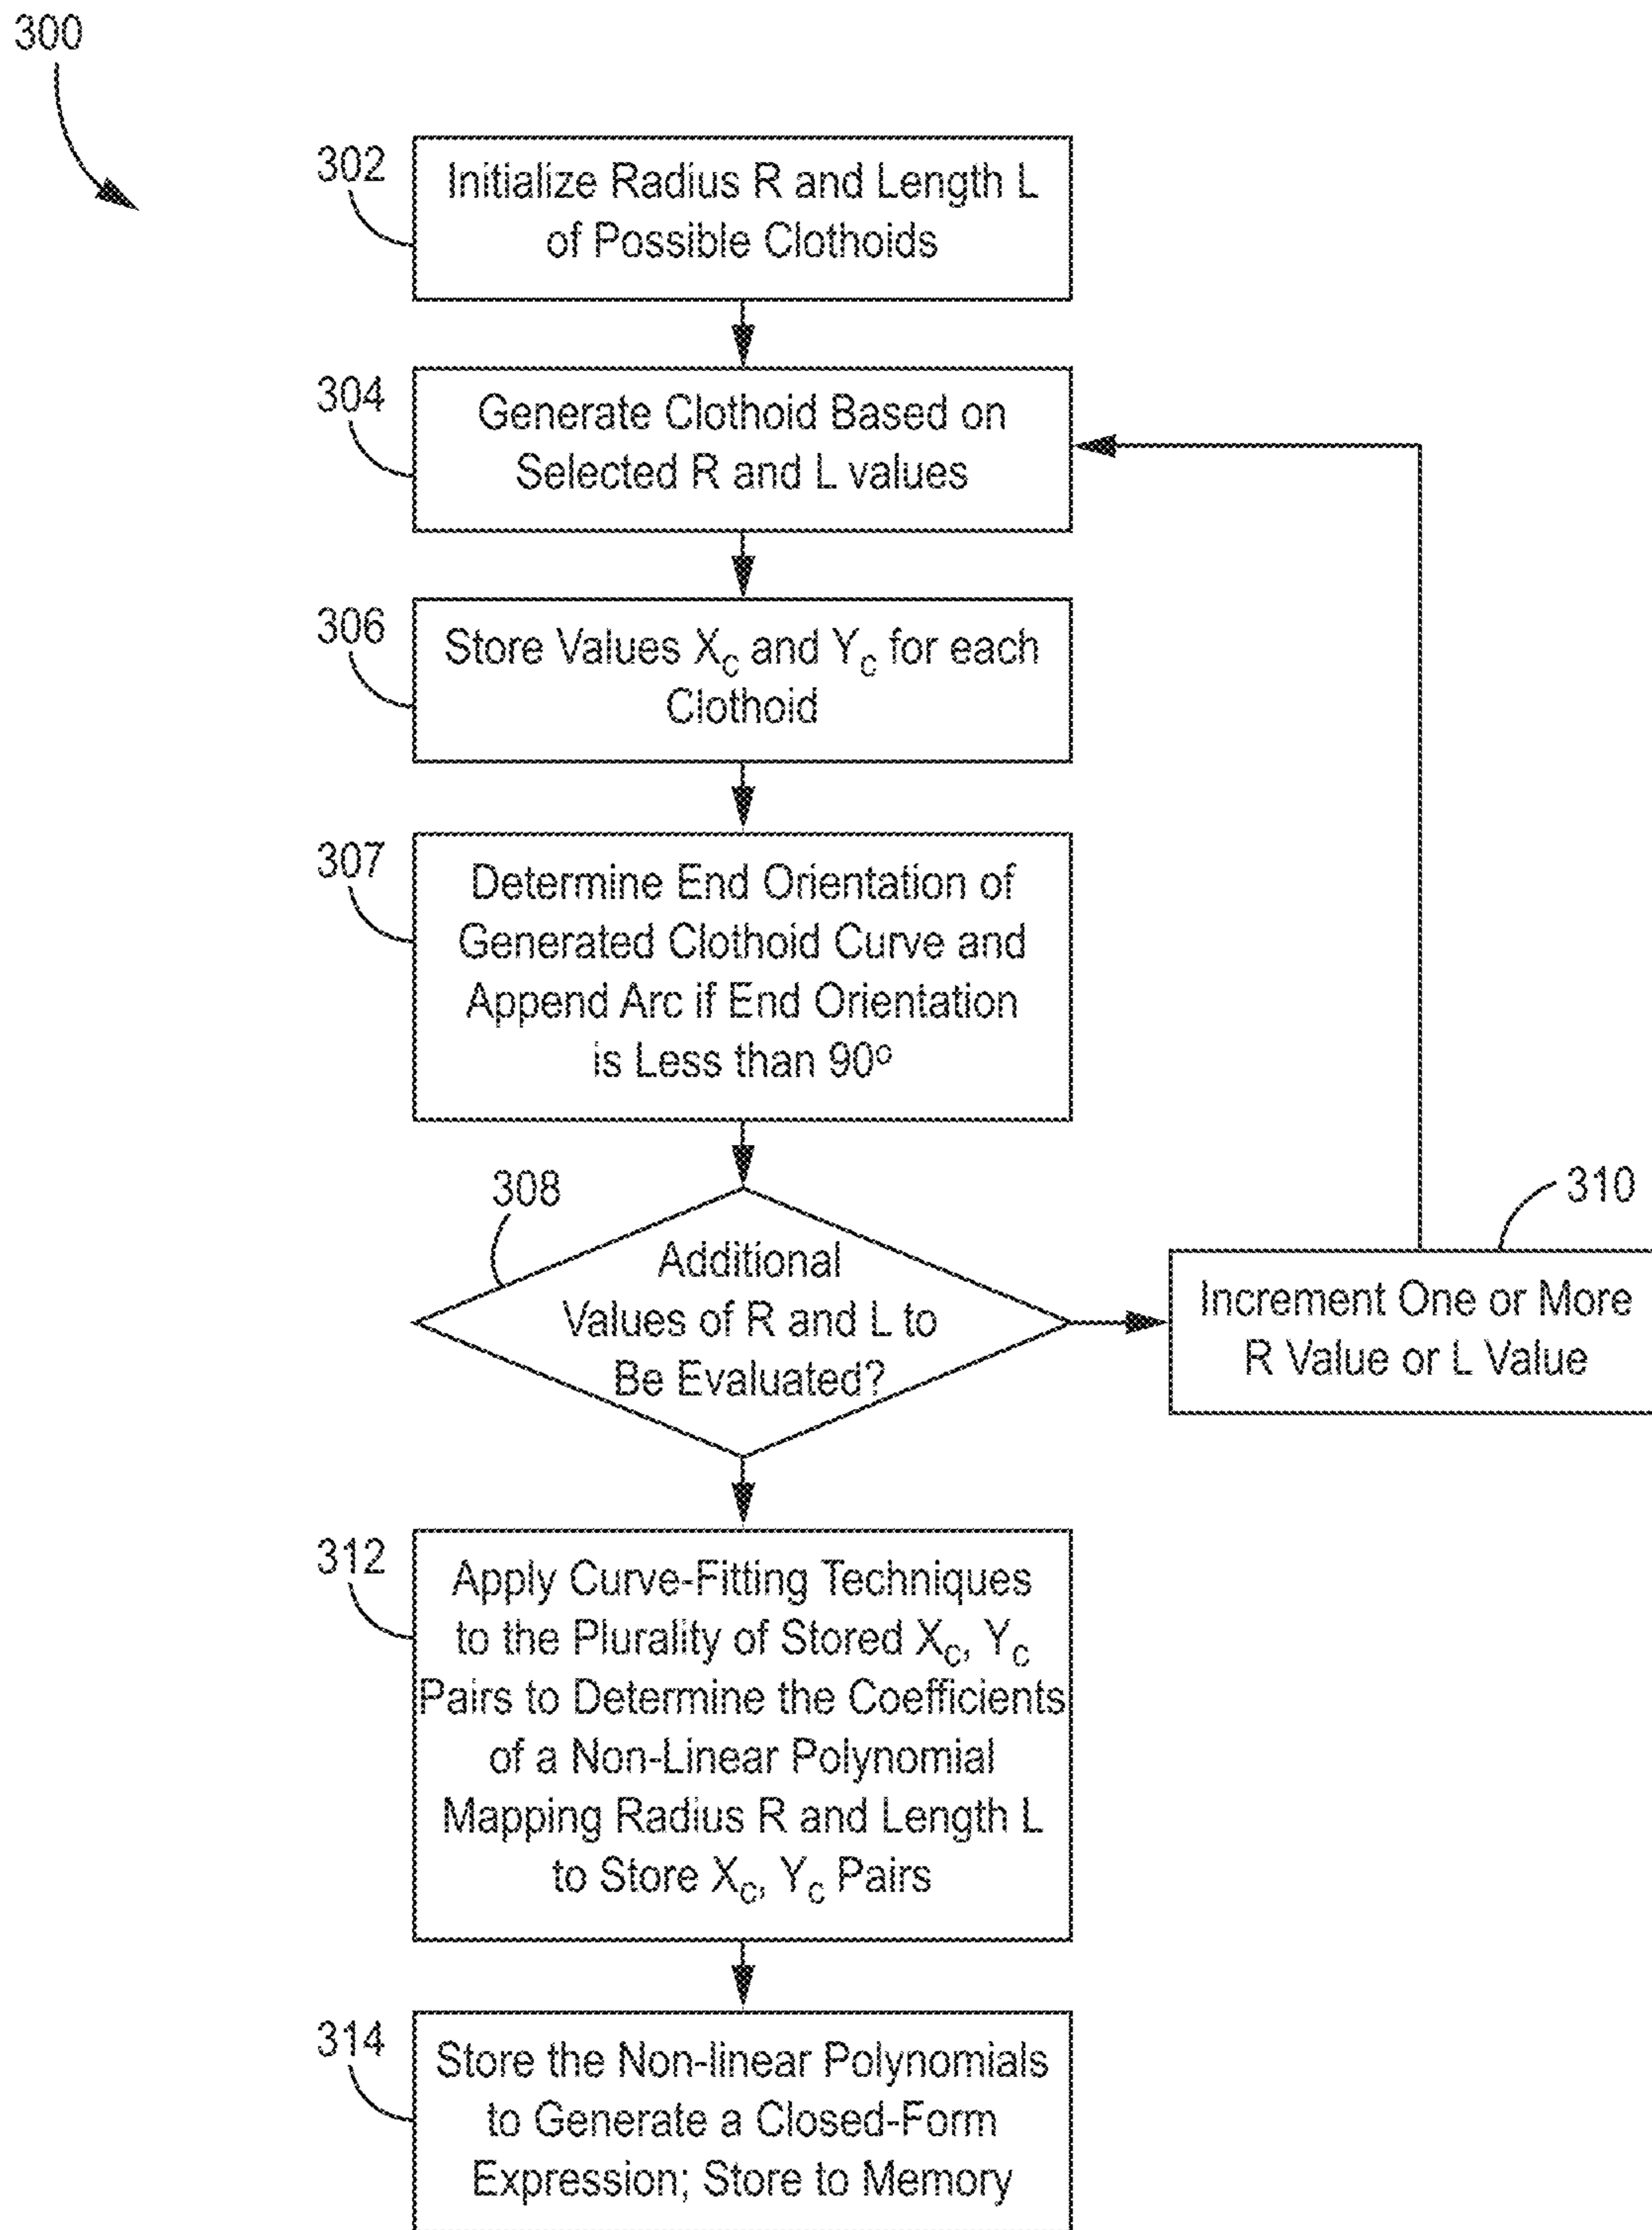 300
302
Initialize Radius R and Length L
of Possible Clothoids
304
Generate Clothoid Based on
Selected R and L values
306
Store Values XC and YC for each
Clothoid
307
Determine End Orientation of
Generated Clothoid Curve and
Append Arc if End Orientation
is Less than 90º
308
Additional
Values of R and L to
Be Evaluated?
310
Increment One or More
R Value or L Value
312
Apply Curve-Fitting Techniques
to the Plurality of Stored XC, YC
Pairs to Determine the Coefficients
of a Non-Linear Polynomial
Mapping Radius R and Length L
to Store XC, YC Pairs
314
Store the Non-linear Polynomials
to Generate a Closed-Form
Expression; Store to Memory